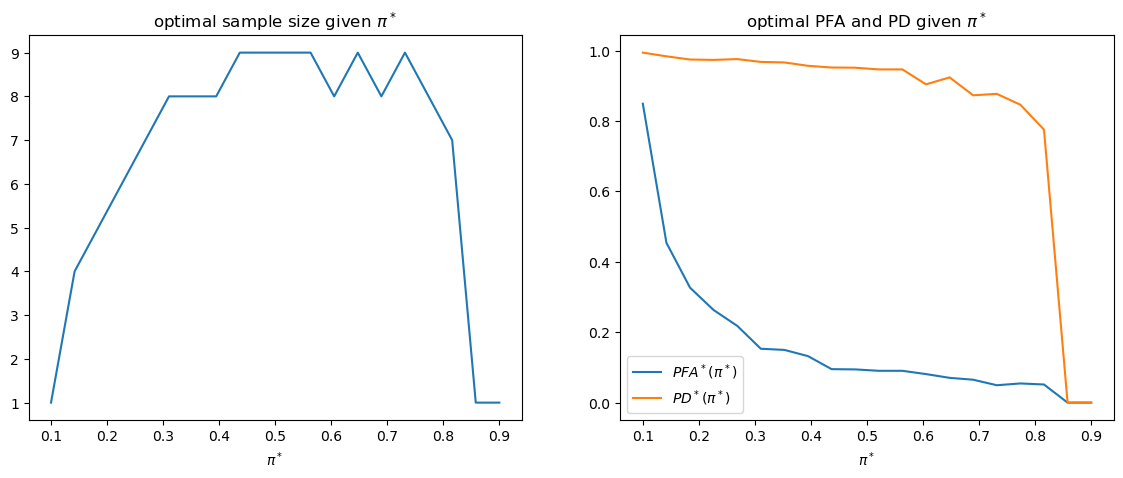 optimal sample size given π*
9
8
7
6
5
4
3
2
1
0.1 0.2 0.3 0.4 0.5 0.6 0.7 0.8 0.9
π*
optimal PFA and PD given π*
1.0
0.8
0.6
0.4
0.2
0.0
PFA*(π*)
PD*(π*)
0.1 0.2 0.3 0.4 0.5 0.6 0.7 0.8 0.9
π*